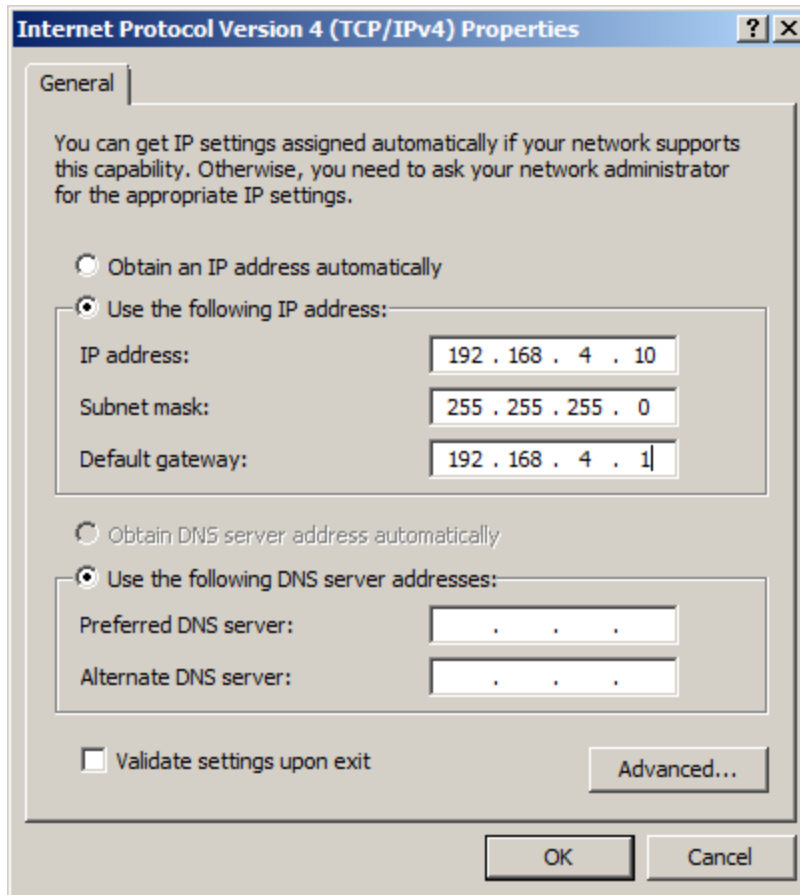 Internet Protocol Version 4 (TCP/IPv4) Properties
General
You can get IP settings assigned automatically if your network supports
this capability. Otherwise, you need to ask your network administrator
for the appropriate IP settings.
Obtain an IP address automatically
Use the following IP address:
IP address: 192 . 168 . 4 . 10
Subnet mask: 255 . 255 . 255 . 0
Default gateway: 192 . 168 . 4 . 1
Obtain DNS server address automatically
Use the following DNS server addresses:
Preferred DNS server: . . .
Alternate DNS server: . . .
Validate settings upon exit
Advanced...
OK Cancel